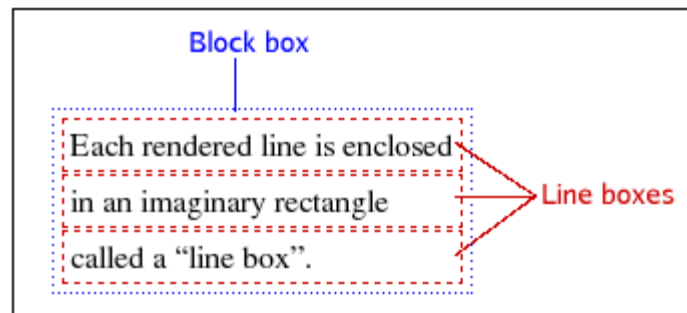 Block box
Each rendered line is enclosed
in an imaginary rectangle
Line boxes
called a “line box”.